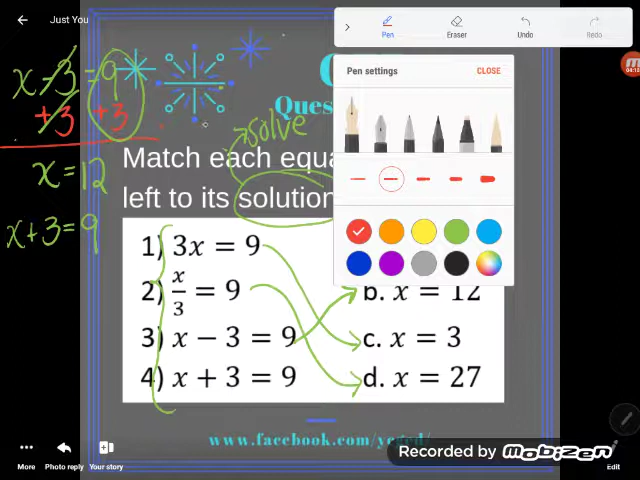 Just You
Pen
Eraser
Undo
Redo
Pen settings
CLOSE
x - 3 = 9
+3 +3
x = 12
x + 3 = 9
solve
Match each equa
left to its solution
1) 3x = 9
2) x/3 = 9
3) x − 3 = 9
4) x + 3 = 9
b. x = 12
c. x = 3
d. x = 27
www.facebook.com/
More
Photo reply
Your story
Edit
Recorded by MOBIZEN